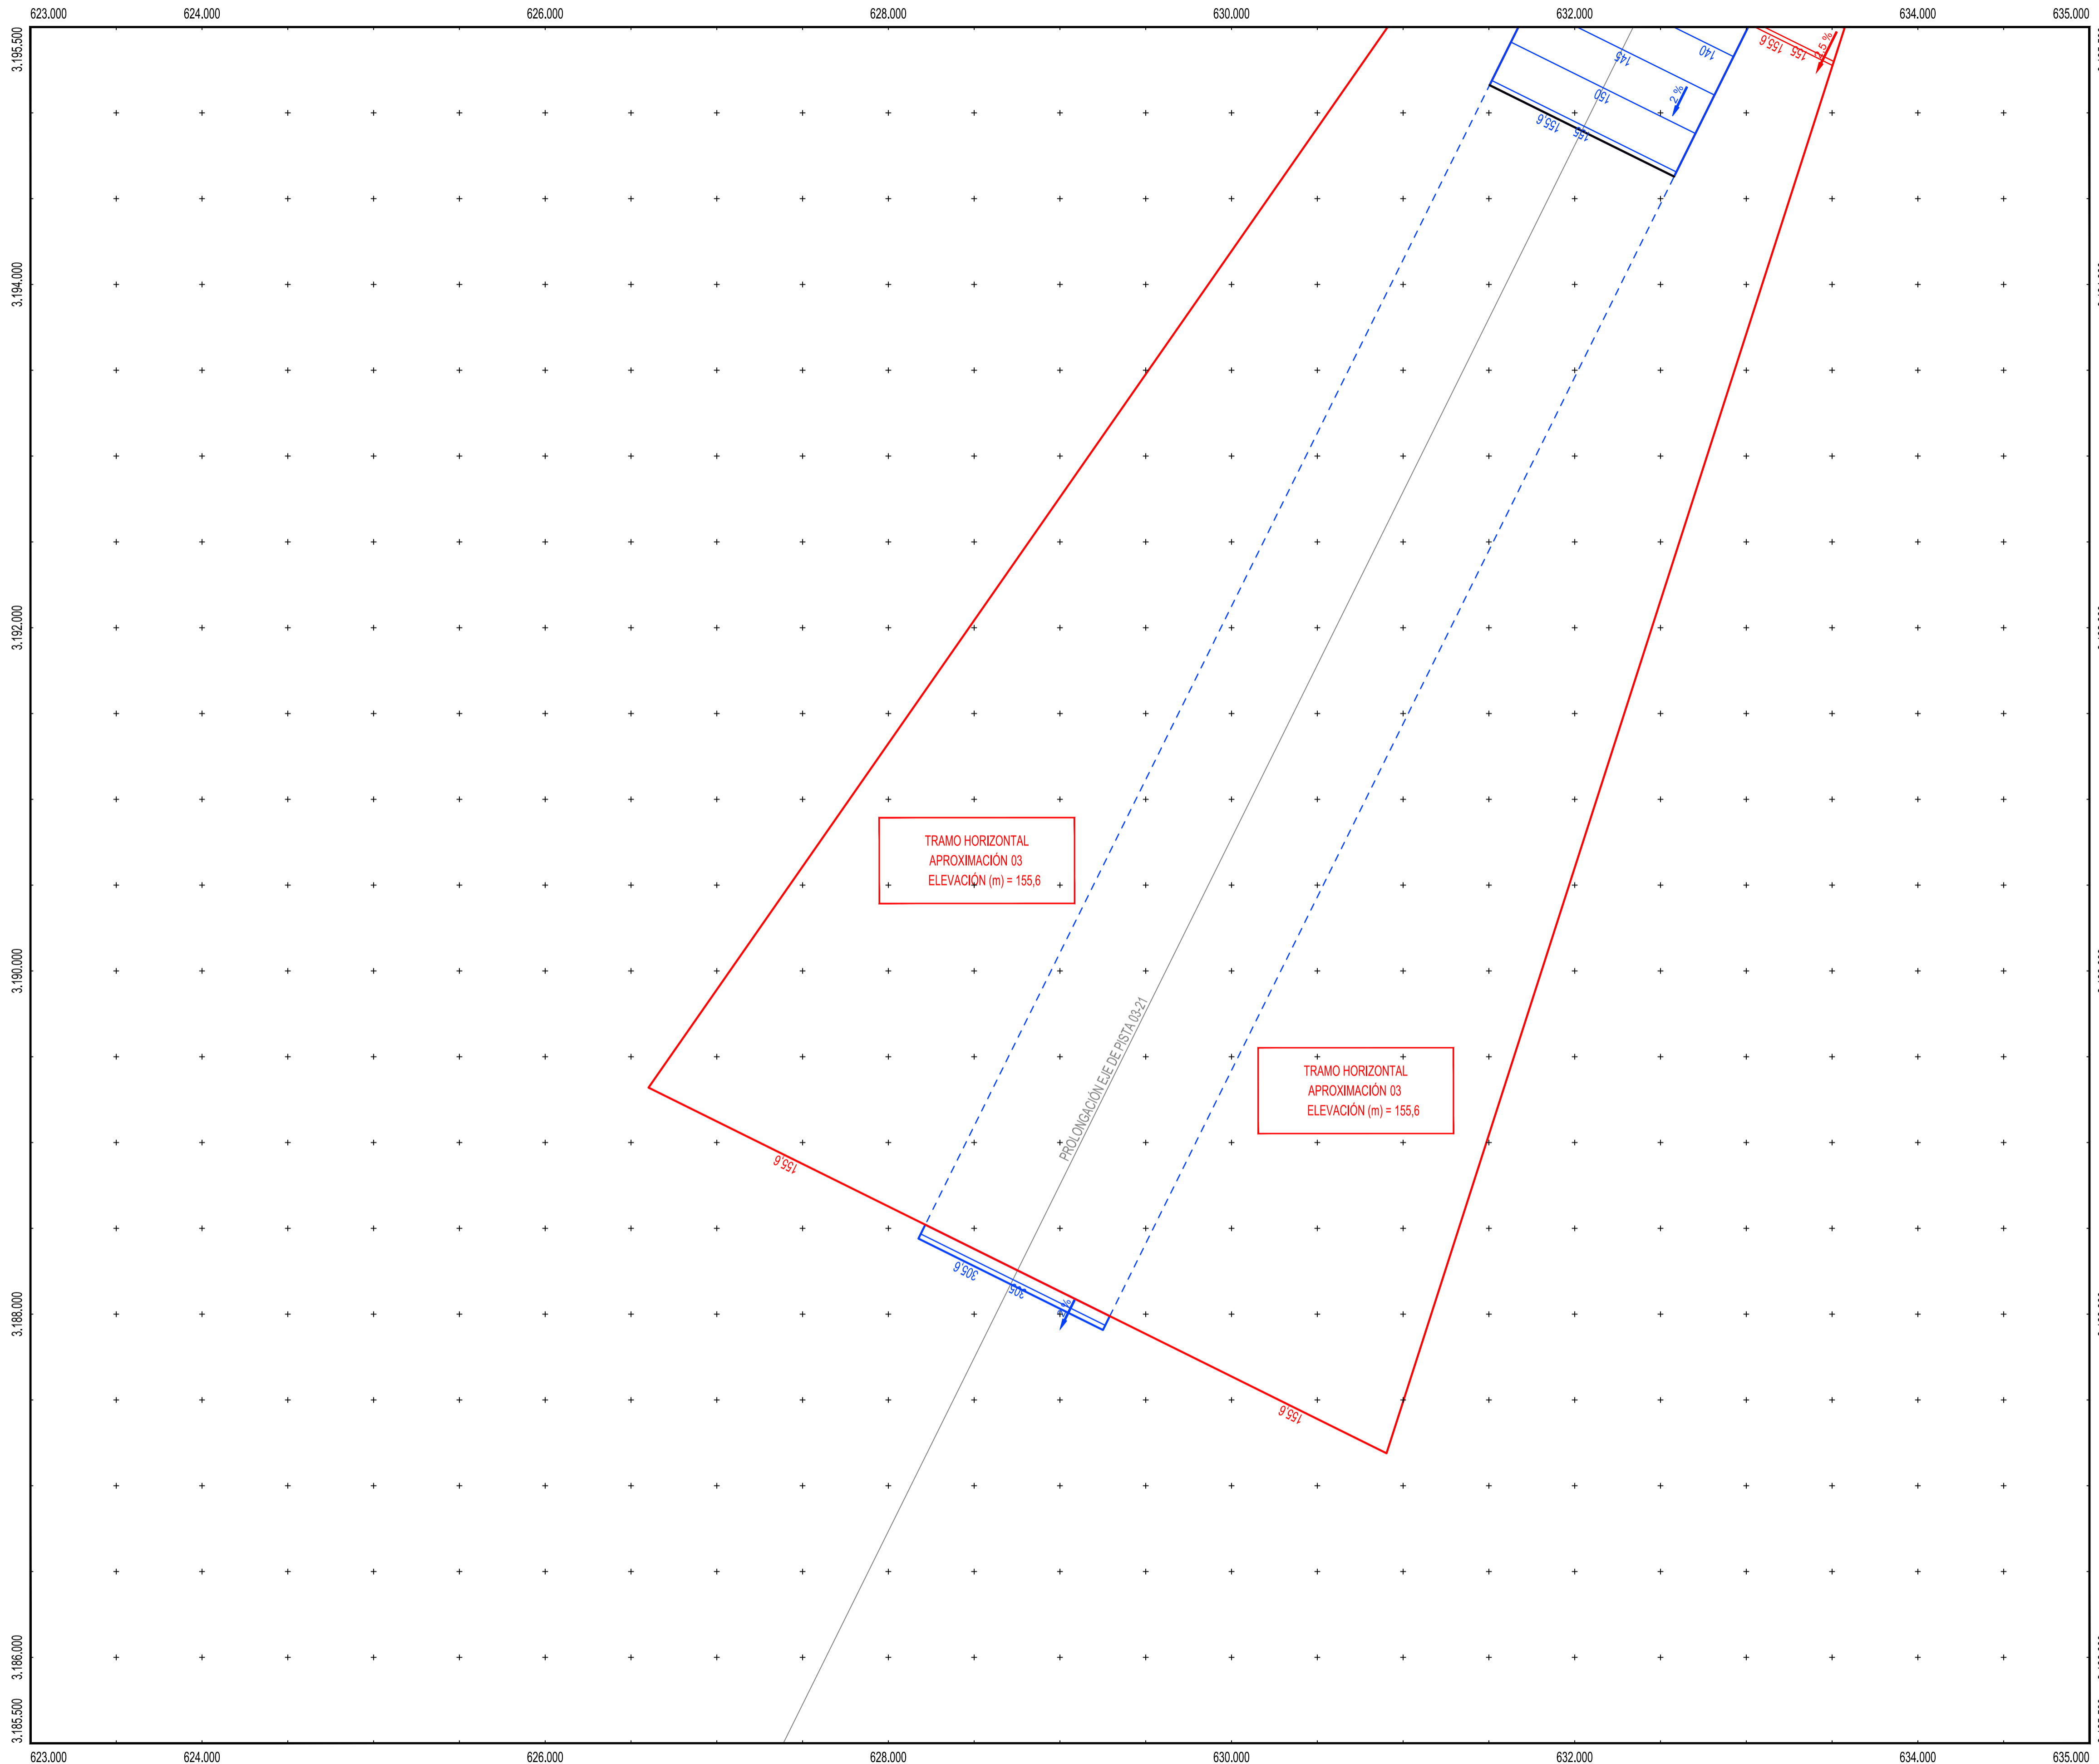 623.000 624.000 626.000 628.000 630.000 632.000 634.000 635.000
3.195.500
140
155,6 155 2,5 %
145
150 2 %
155,6 155
3.194.000
3.192.000
TRAMO HORIZONTAL
APROXIMACIÓN 03
ELEVACIÓN (m) = 155,6
3.190.000
PROLONGACIÓN EJE DE PISTA 03-21
TRAMO HORIZONTAL
APROXIMACIÓN 03
ELEVACIÓN (m) = 155,6
155,6
305,6 305 2 %
3.188.000
155,6
3.186.000
3.185.500
623.000 624.000 626.000 628.000 630.000 632.000 634.000 635.000